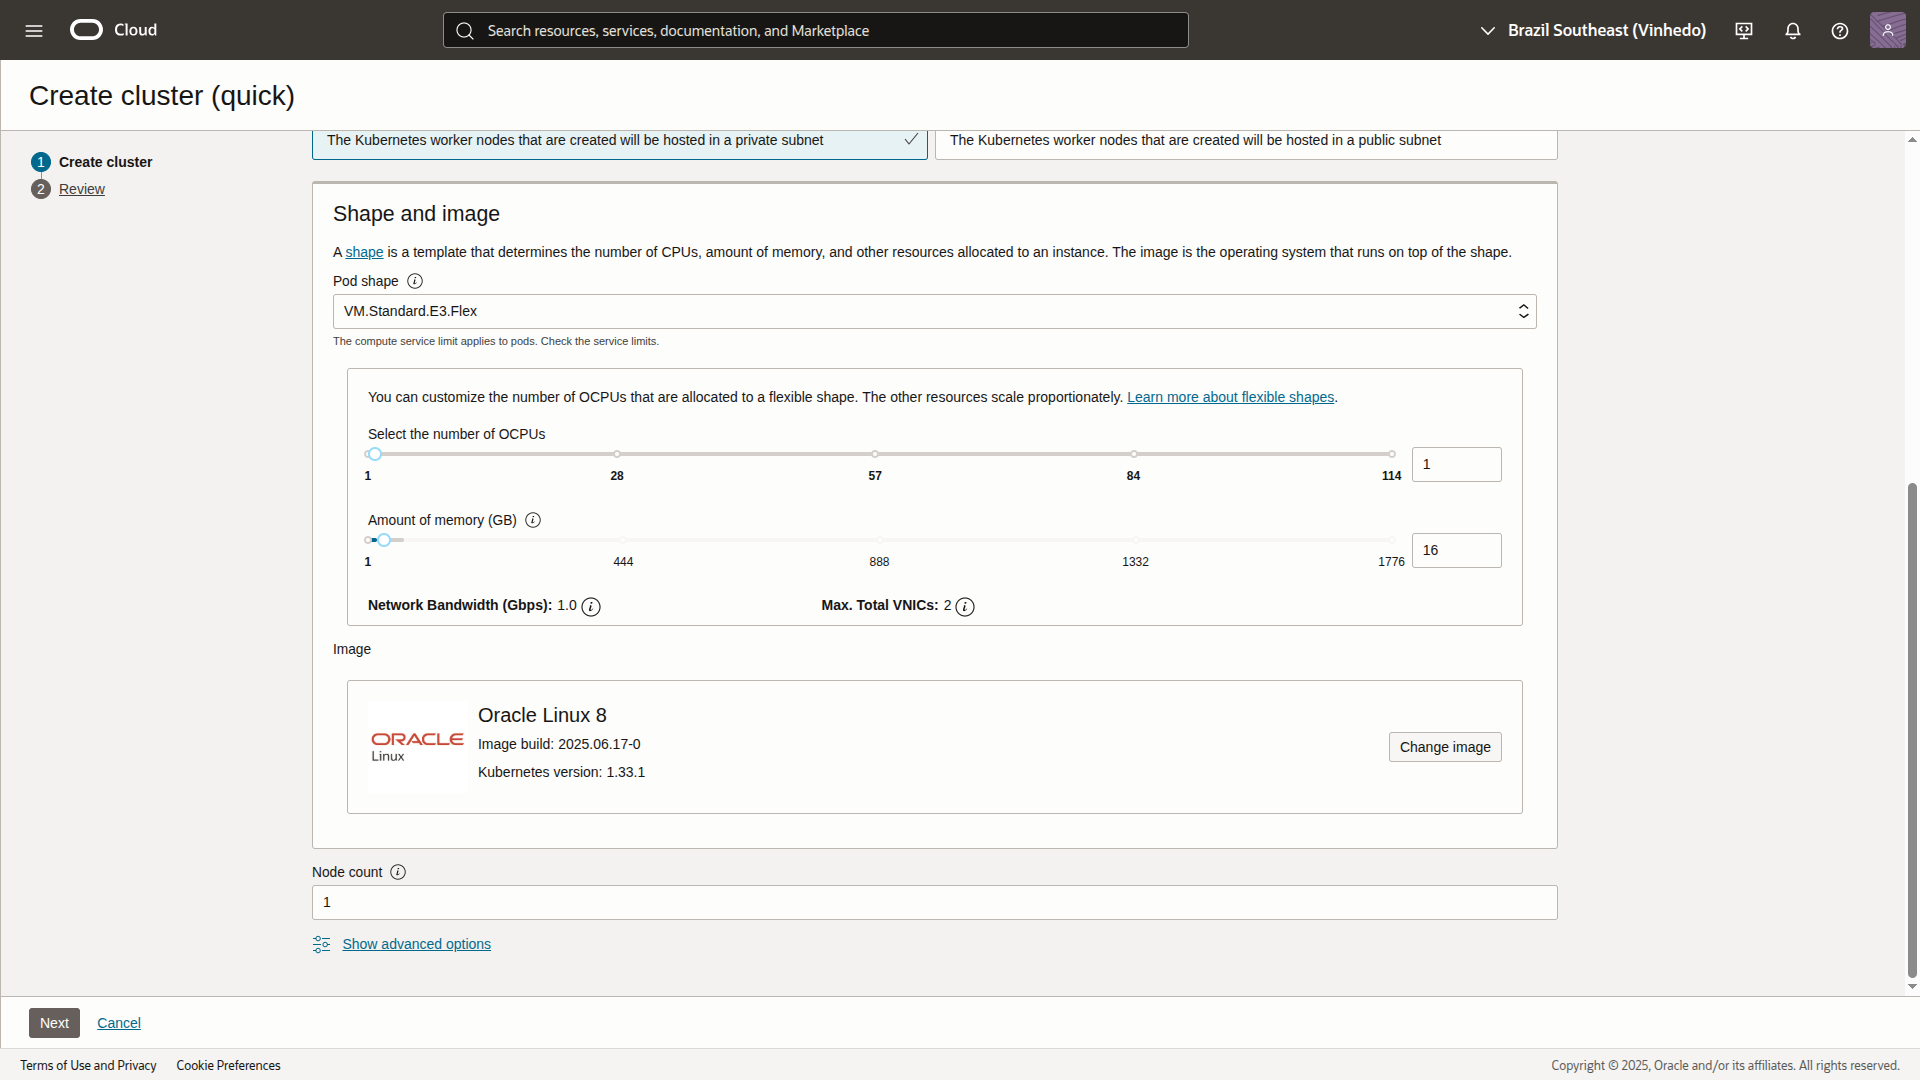 Cloud
Search resources, services, documentation, and Marketplace
Brazil Southeast (Vinhedo)
Create cluster (quick)
1 Create cluster
2 Review
The Kubernetes worker nodes that are created will be hosted in a private subnet
The Kubernetes worker nodes that are created will be hosted in a public subnet
Shape and image
A shape is a template that determines the number of CPUs, amount of memory, and other resources allocated to an instance. The image is the operating system that runs on top of the shape.
Pod shape
VM.Standard.E3.Flex
The compute service limit applies to pods. Check the service limits.
You can customize the number of OCPUs that are allocated to a flexible shape. The other resources scale proportionately. Learn more about flexible shapes.
Select the number of OCPUs
1 28 57 84 114
1
Amount of memory (GB)
1 444 888 1332 1776
16
Network Bandwidth (Gbps): 1.0
Max. Total VNICs: 2
Image
ORACLE
Linux
Oracle Linux 8
Image build: 2025.06.17-0
Kubernetes version: 1.33.1
Change image
Node count
1
Show advanced options
Next
Cancel
Terms of Use and Privacy
Cookie Preferences
Copyright © 2025, Oracle and/or its affiliates. All rights reserved.